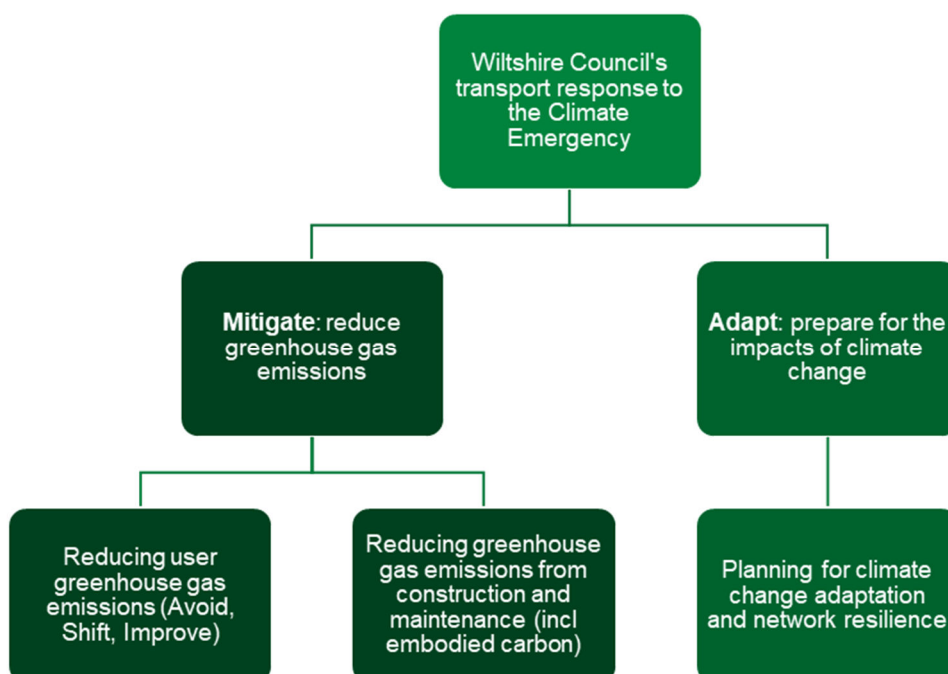 Wiltshire Council's
transport response to
the Climate
Emergency
Mitigate: reduce
greenhouse gas
emissions
Adapt: prepare for the
impacts of climate
change
Reducing user
greenhouse gas
emissions (Avoid,
Shift, Improve)
Reducing greenhouse
gas emissions from
construction and
maintenance (incl
embodied carbon)
Planning for climate
change adaptation
and network resilience